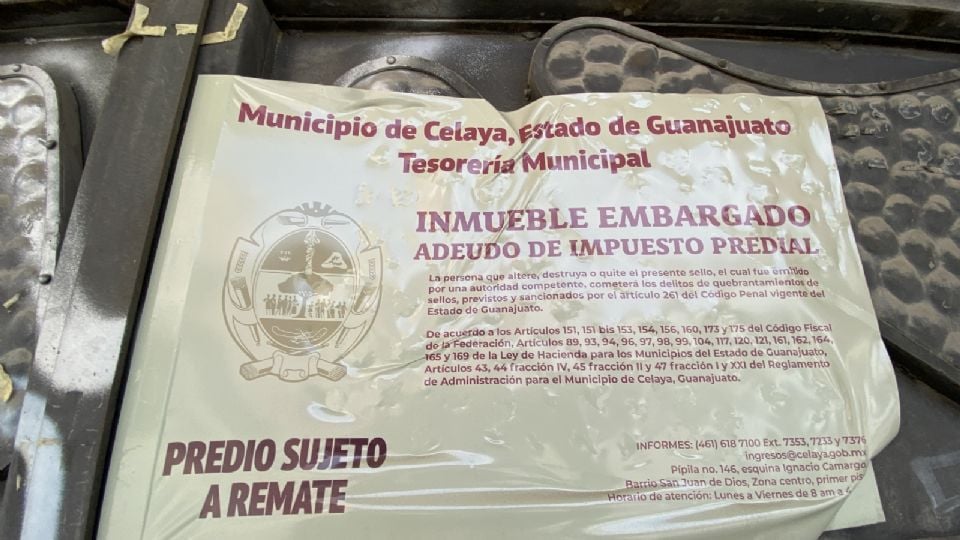 Municipio de Celaya, Estado de Guanajuato
Tesorería Municipal
INMUEBLE EMBARGADO
ADEUDO DE IMPUESTO PREDIAL
La persona que altere, destruya o quite el presente sello, el cual fue emitido
por una autoridad competente, cometerá los delitos de quebrantamientos de
sellos, previstos y sancionados por el artículo 261 del Código Penal vigente del
Estado de Guanajuato.
De acuerdo a los Artículos 151, 151 bis 153, 154, 156, 160, 173 y 175 del Código Fiscal
de la Federación, Artículos 89, 93, 94, 96, 97, 98, 99, 104, 117, 120, 121, 161, 162, 164,
165 y 169 de la Ley de Hacienda para los Municipios del Estado de Guanajuato,
Artículos 43, 44 fracción IV, 45 fracción II y 47 fracción I y XXI del Reglamento
de Administración para el Municipio de Celaya, Guanajuato.
PREDIO SUJETO
A REMATE
INFORMES: (461) 618 7100 Ext. 7353, 7233 y 7376
ingresos@celaya.gob.mx
Pípila no. 146, esquina Ignacio Camargo
Barrio San Juan de Dios, Zona centro, primer pis
Horario de atención: Lunes a Viernes de 8 am a 4